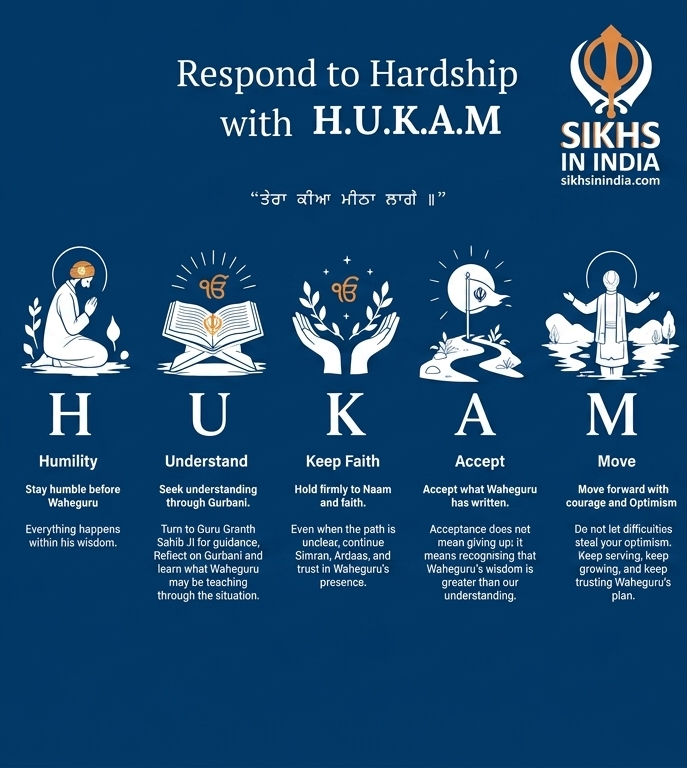 Respond to Hardship
with H.U.K.A.M
SIKHS
IN INDIA
sikhsinindia.com
“ਤੇਰਾ ਕੀਆ ਮੀਠਾ ਲਾਗੈ ॥”
ੴ
ੴ
H
Humility
Stay humble before
Waheguru
Everything happens
within his wisdom.
U
Understand
Seek understanding
through Gurbani.
Turn to Guru Granth
Sahib JI for guidance,
Reflect on Gurbani and
learn what Waheguru
may be teaching
through the situation.
K
Keep Faith
Hold firmly to Naam
and faith.
Even when the path is
unclear, continue
Simran, Ardaas, and
trust in Waheguru's
presence.
A
Accept
Accept what Waheguru
has written.
Acceptance does not
mean giving up: it
means recognising that
Waheguru's wisdom is
greater than our
understanding.
M
Move
Move forward with
courage and Optimism
Do not let difficulties
steal your optimism.
Keep serving, keep
growing, and keep
trusting Waheguru's
plan.